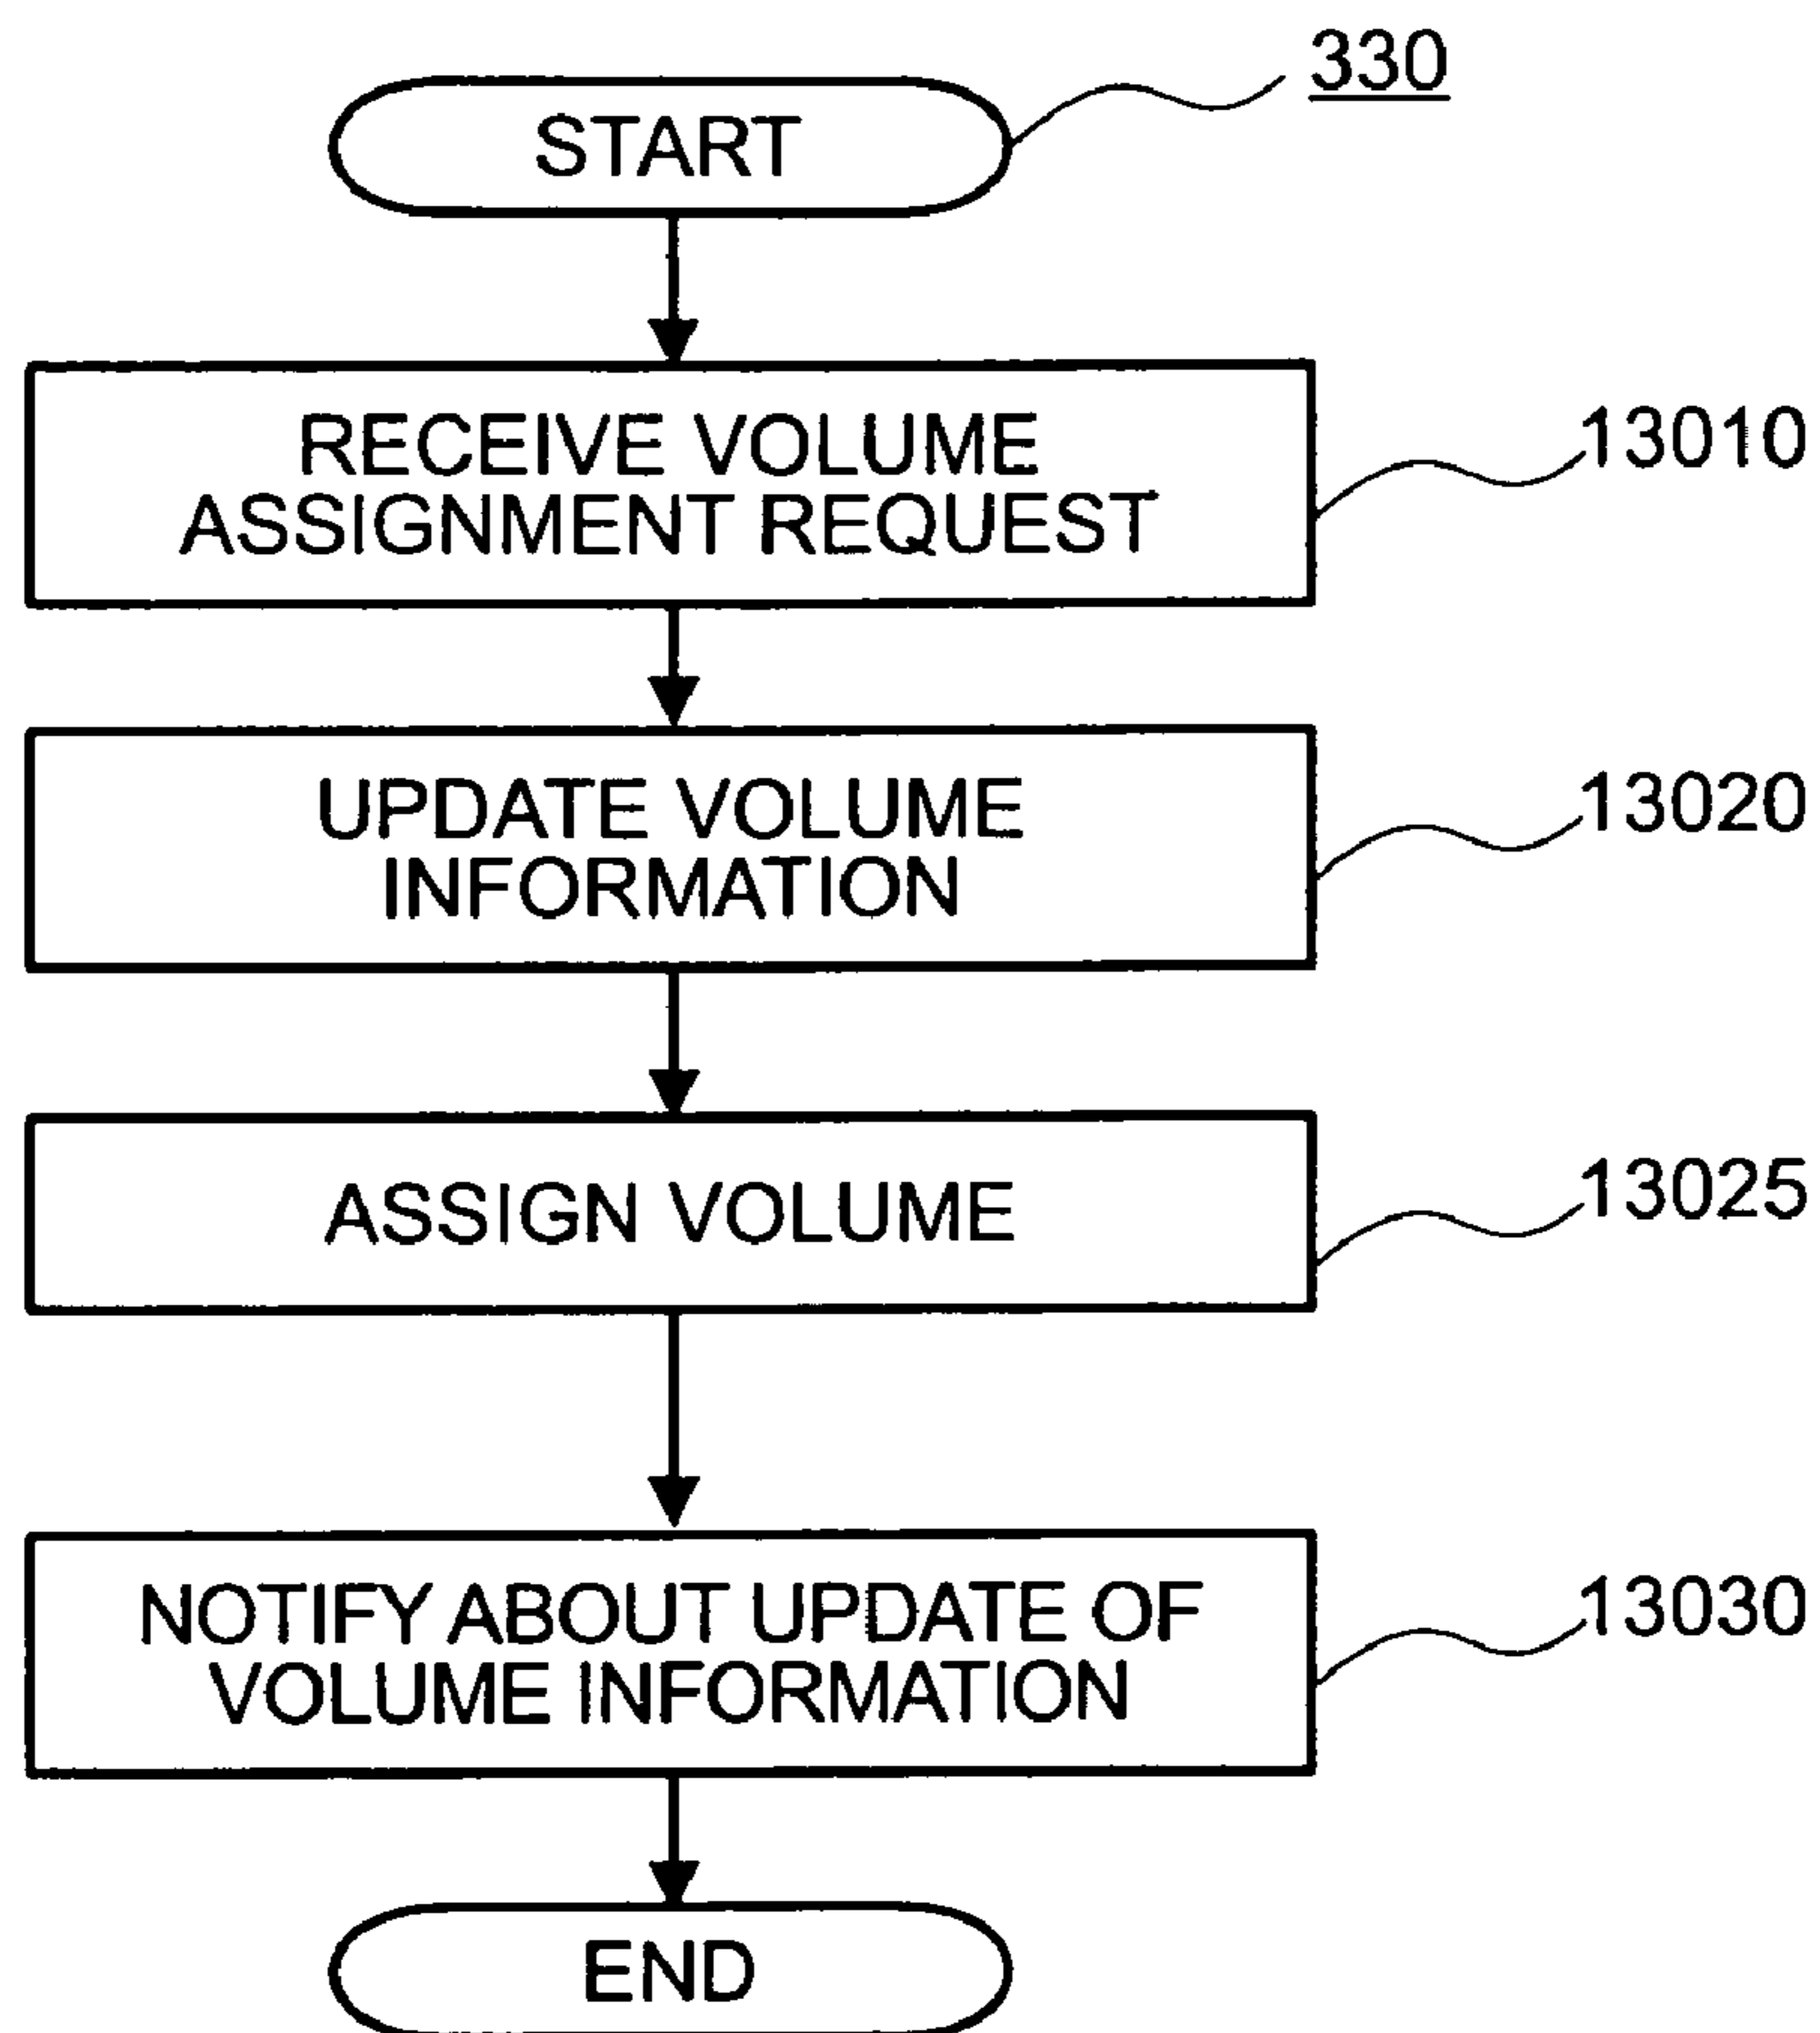 330
START
RECEIVE VOLUME
ASSIGNMENT REQUEST
13010
UPDATE VOLUME
INFORMATION
13020
ASSIGN VOLUME
13025
NOTIFY ABOUT UPDATE OF
VOLUME INFORMATION
13030
END